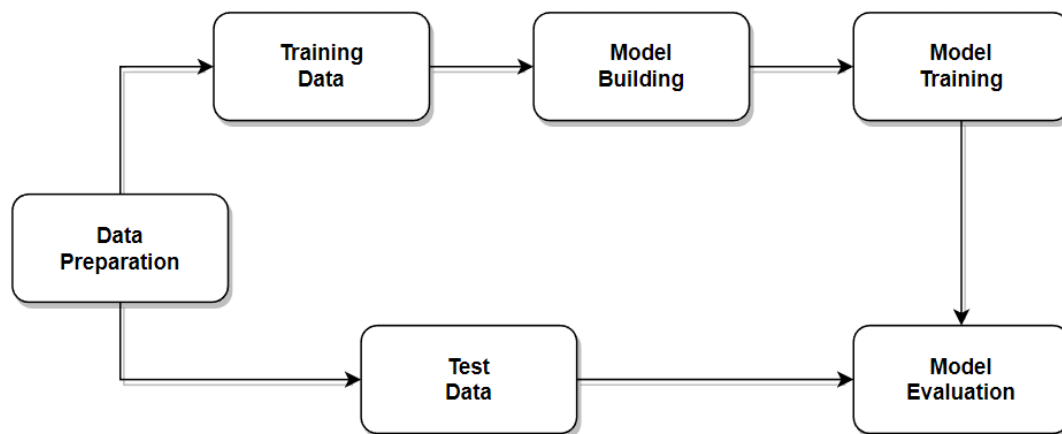 Training
Data
Model
Building
Model
Training
Data
Preparation
Test
Data
Model
Evaluation